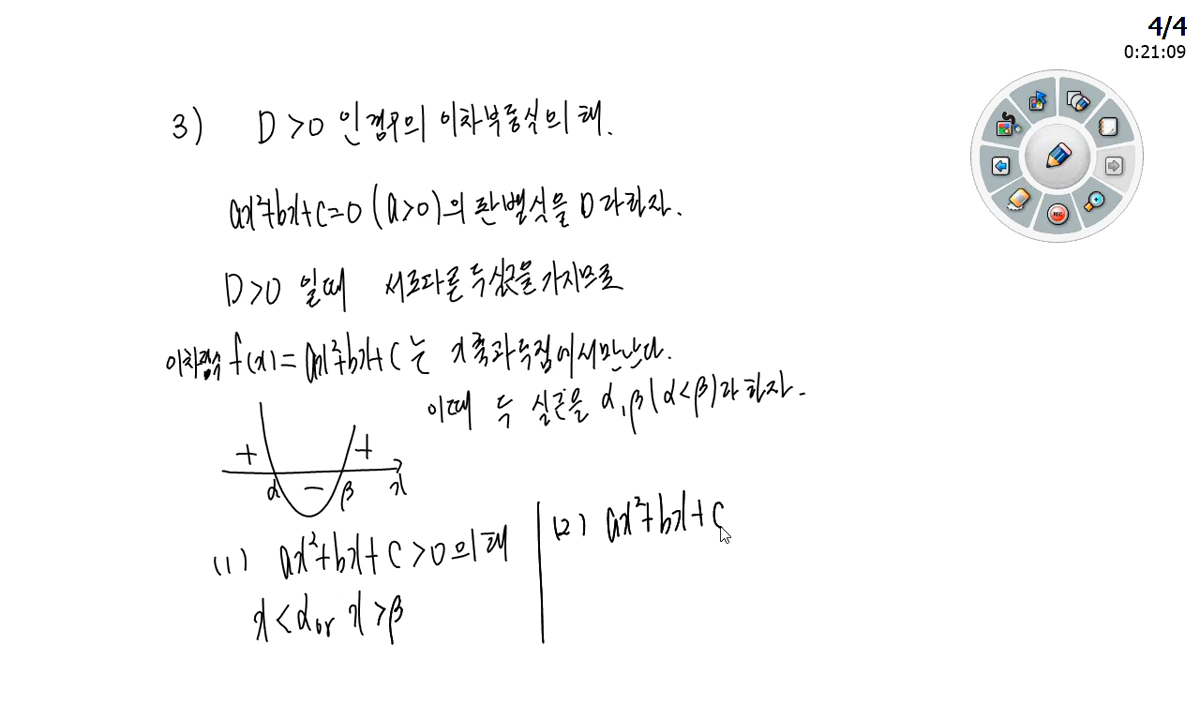 4/4
0:21:09
3) D>0 인경우의 이차부등식의 해.
ax²+bx+c=0 (a>0)의 판별식을 D라하자.
D>0 일때 서로다른 두실근을 가지므로
이차함수 f(x)=ax²+bx+c는 x축과두점에서만난다.
이때 두 실근을 α,β(α<β)라하자.
+ − +
α β x
(1) ax²+bx+c>0의해
x<α or x>β
(2) ax²+bx+c
REC